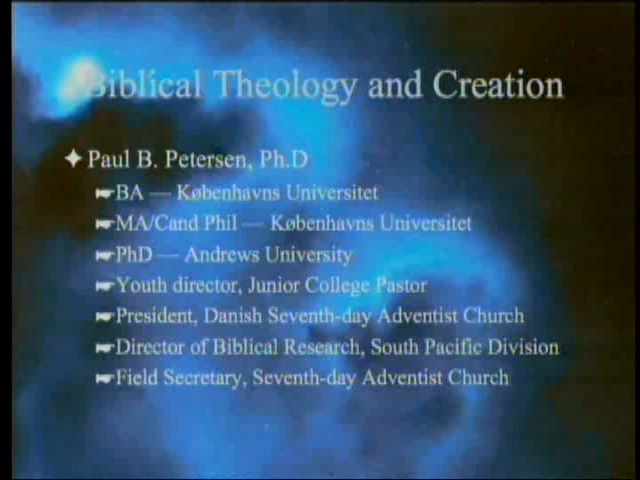 Biblical Theology and Creation
Paul B. Petersen, Ph.D
BA — Københavns Universitet
MA/Cand Phil — Københavns Universitet
PhD — Andrews University
Youth director, Junior College Pastor
President, Danish Seventh-day Adventist Church
Director of Biblical Research, South Pacific Division
Field Secretary, Seventh-day Adventist Church